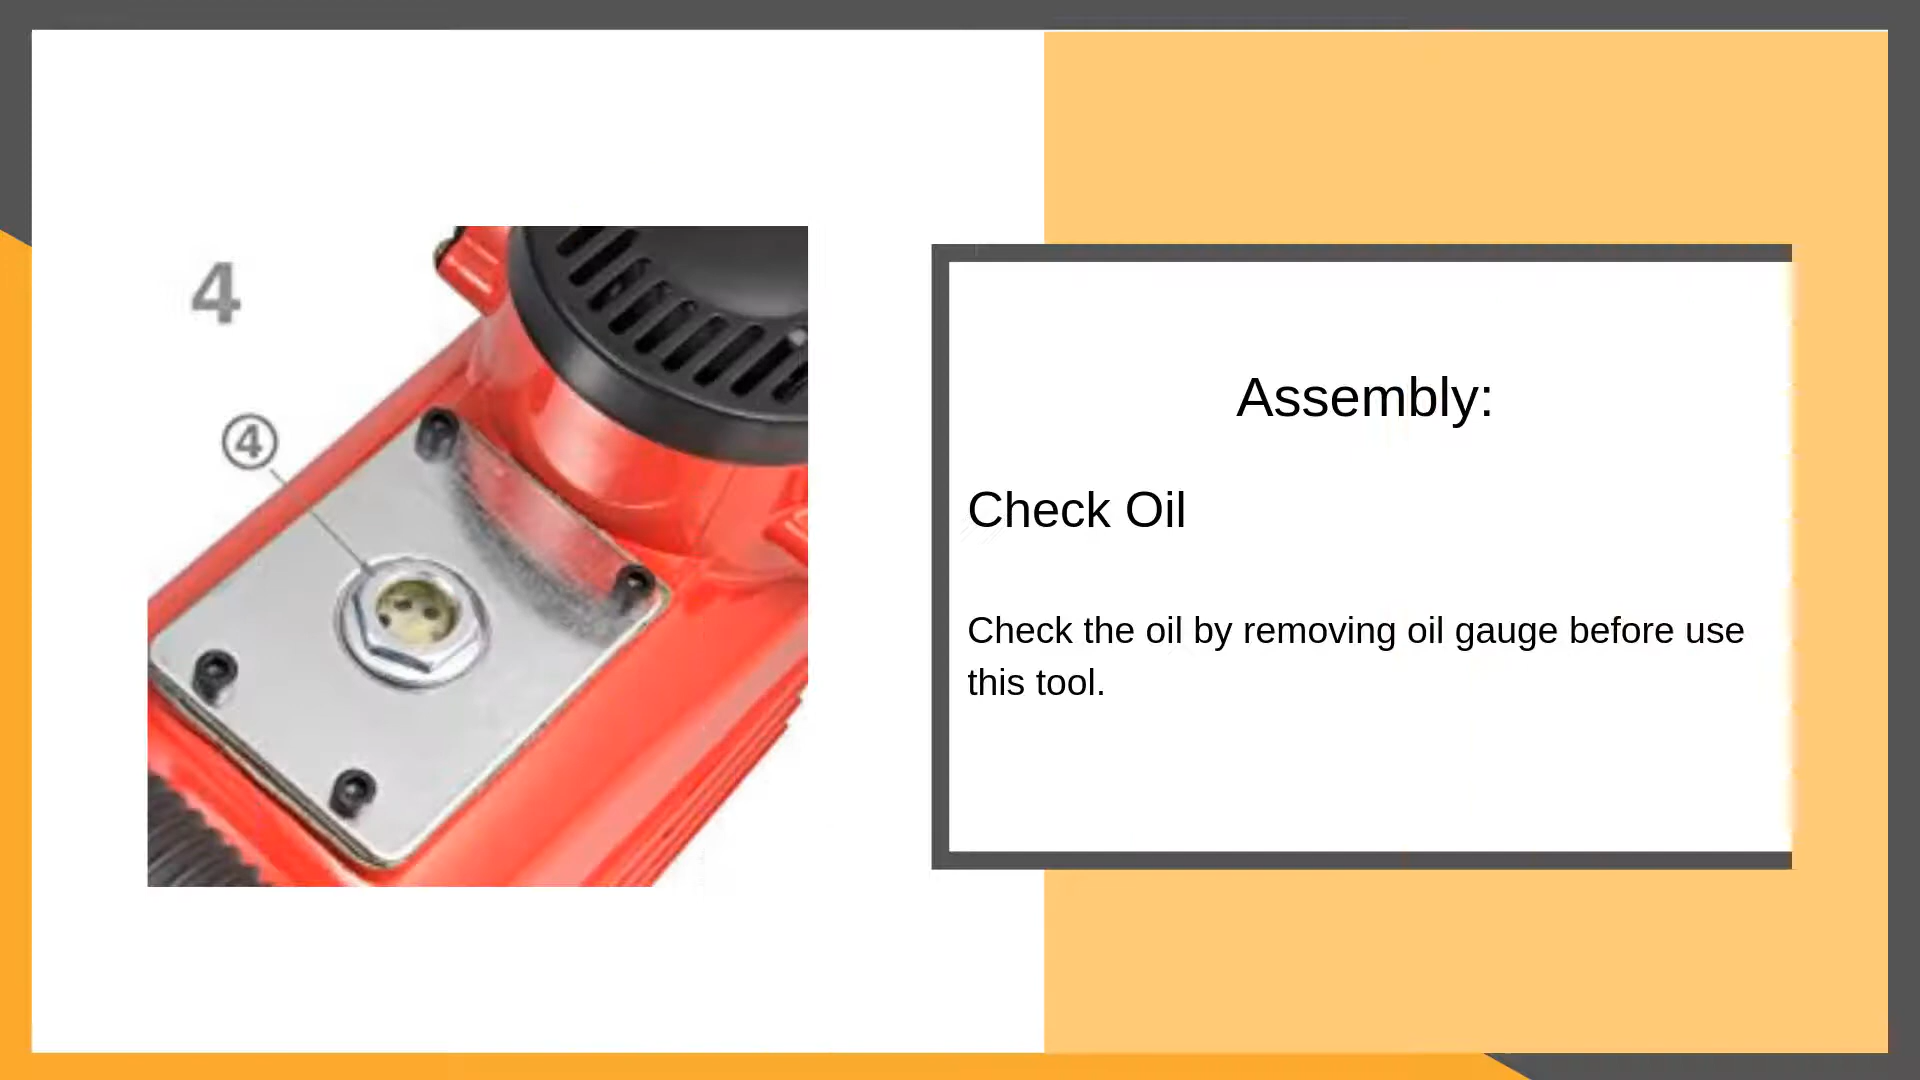 4
④
Assembly:
Check Oil
Check the oil by removing oil gauge before use
this tool.